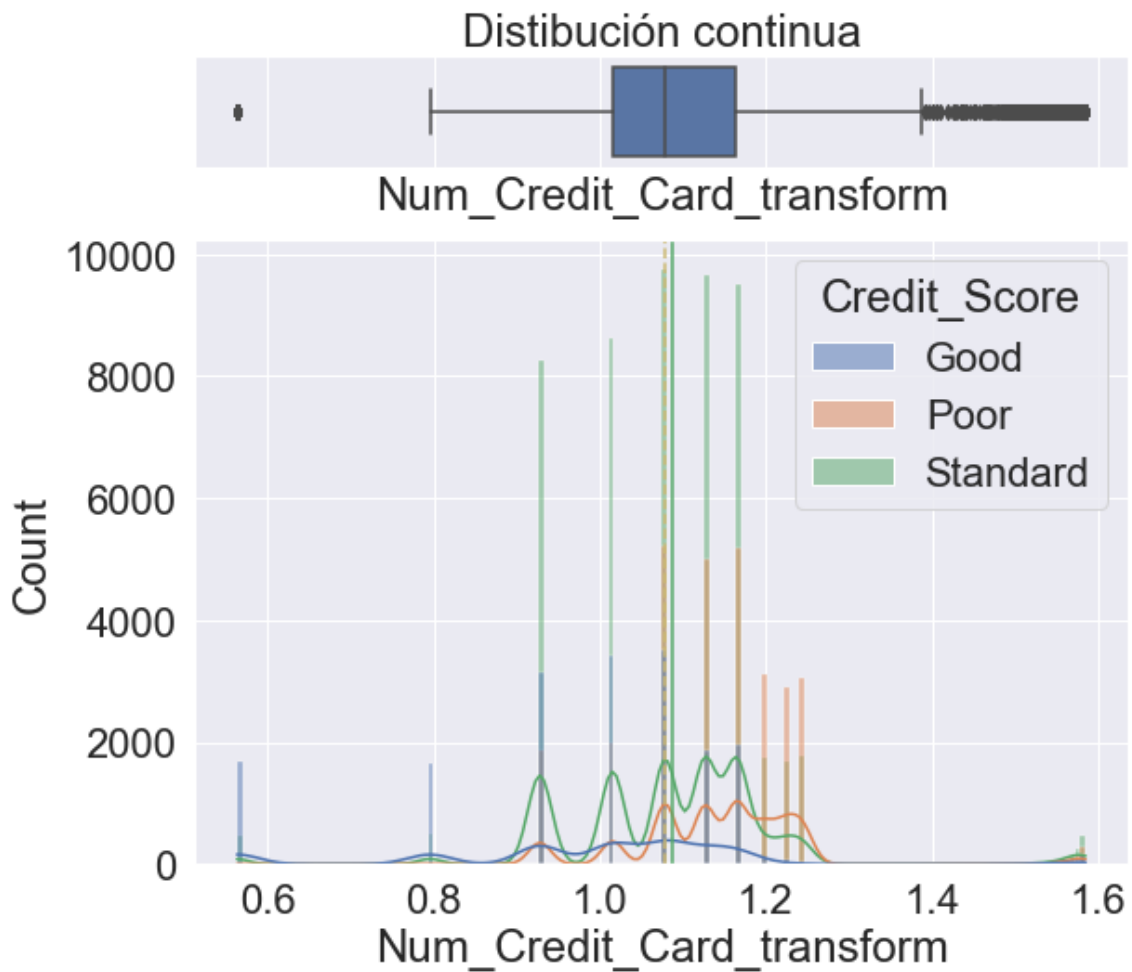 Distibución continua
Num_Credit_Card_transform
10000
8000
6000
4000
2000
0
Count
Credit_Score
Good
Poor
Standard
0.6 0.8 1.0 1.2 1.4 1.6
Num_Credit_Card_transform